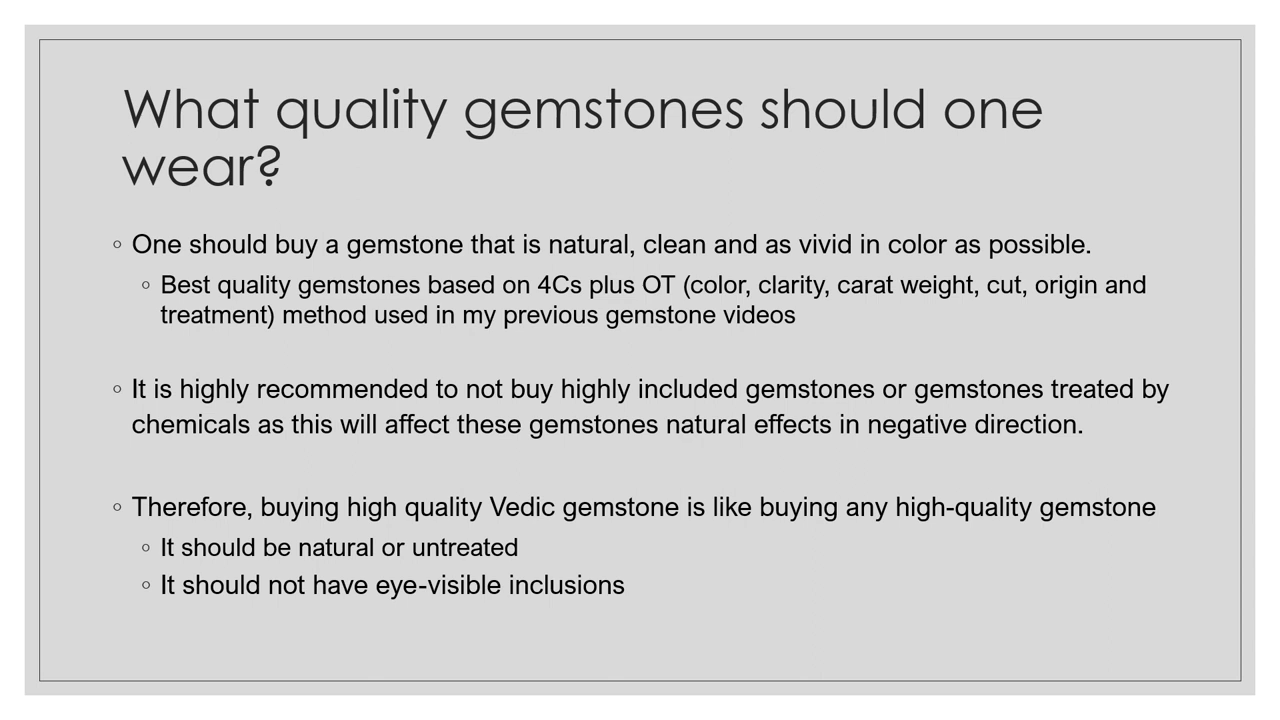 What quality gemstones should one
wear?
◦ One should buy a gemstone that is natural, clean and as vivid in color as possible.
◦ Best quality gemstones based on 4Cs plus OT (color, clarity, carat weight, cut, origin and
treatment) method used in my previous gemstone videos
◦ It is highly recommended to not buy highly included gemstones or gemstones treated by
chemicals as this will affect these gemstones natural effects in negative direction.
◦ Therefore, buying high quality Vedic gemstone is like buying any high-quality gemstone
◦ It should be natural or untreated
◦ It should not have eye-visible inclusions